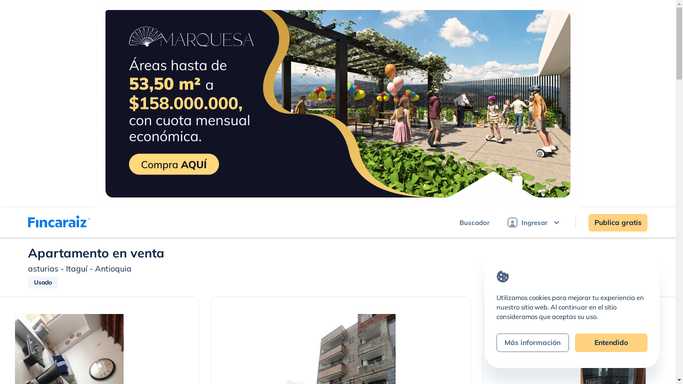 MARQUESA
Áreas hasta de
53,50 m² a
$158.000.000,
con cuota mensual
económica.
Compra AQUÍ
Fincaraiz
Buscador
Ingresar
Publica gratis
Apartamento en venta
asturias - Itaguí - Antioquia
Usado
Utilizamos cookies para mejorar tu experiencia en
nuestro sitio web. Al continuar en el sitio
consideramos que aceptas su uso.
Más información
Entendido